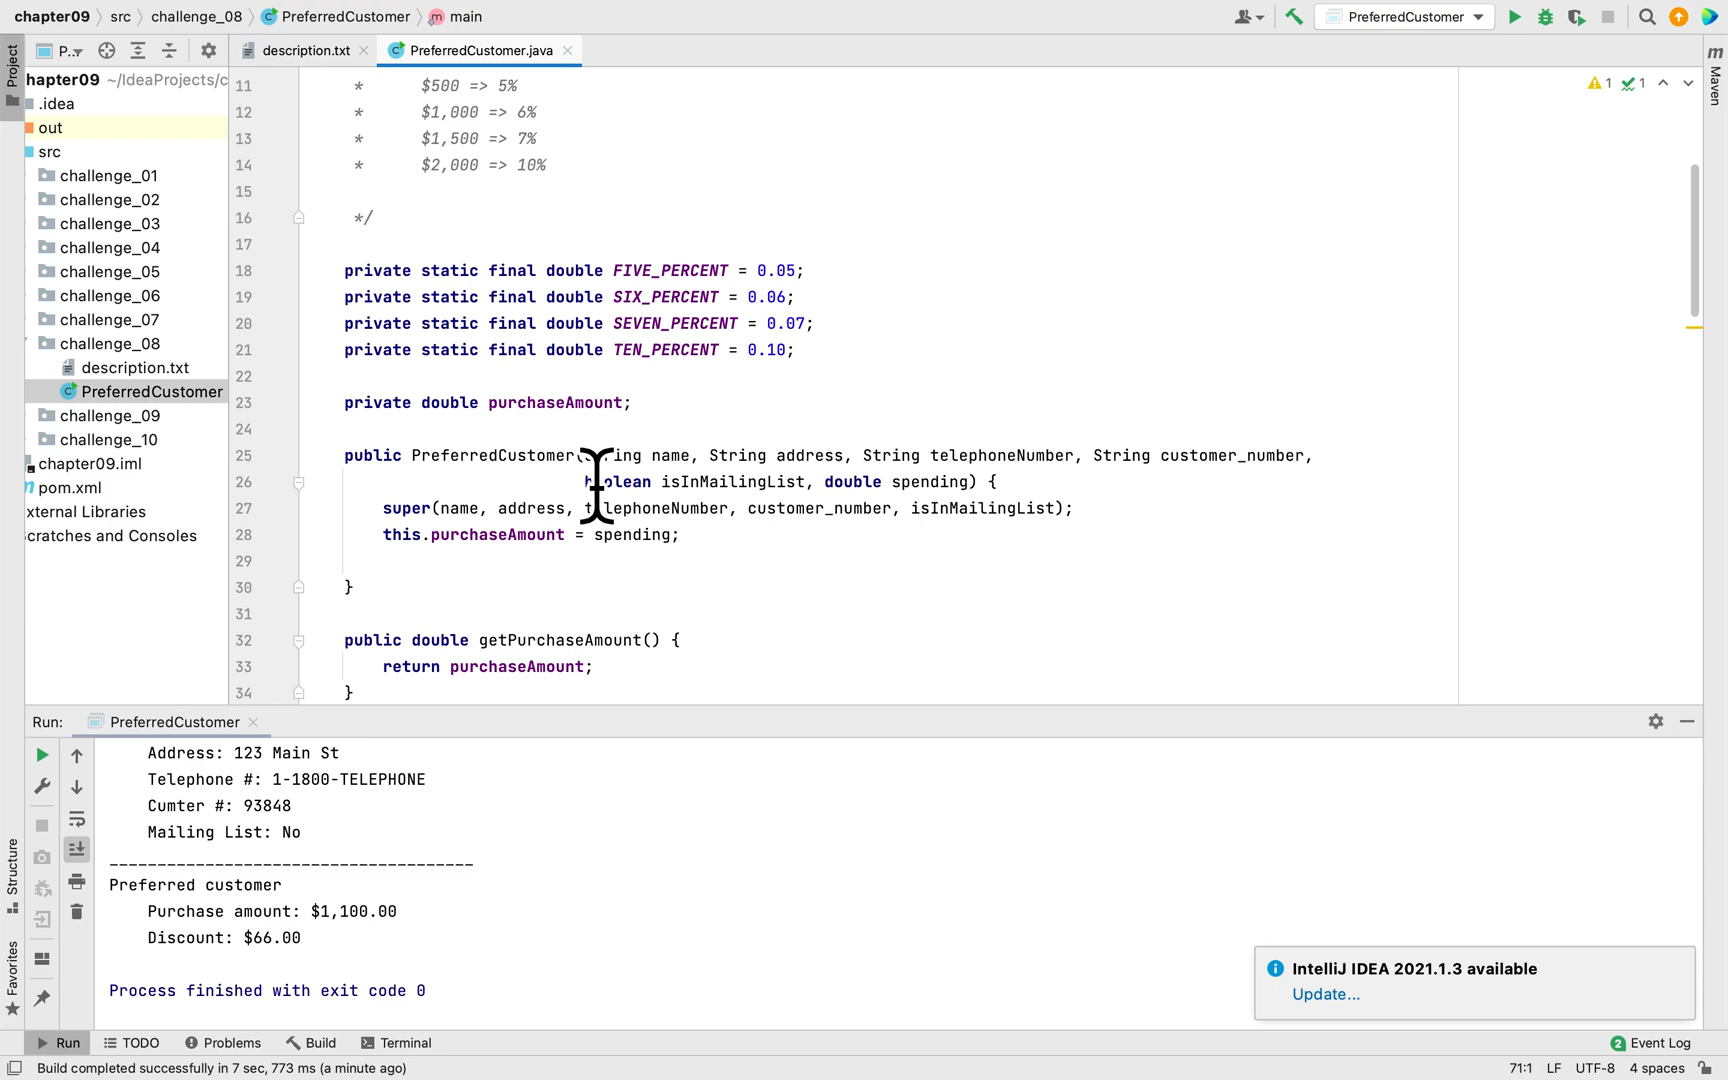 chapter09 src challenge_08 PreferredCustomer main
PreferredCustomer
Project
P..
description.txt
PreferredCustomer.java
m
Maven
hapter09 ~/IdeaProjects/c
.idea
out
src
challenge_01
challenge_02
challenge_03
challenge_04
challenge_05
challenge_06
challenge_07
challenge_08
description.txt
PreferredCustomer
challenge_09
challenge_10
chapter09.iml
pom.xml
xternal Libraries
cratches and Consoles
1 1
11 * $500 => 5%
12 * $1,000 => 6%
13 * $1,500 => 7%
14 * $2,000 => 10%
15
16 */
17
18 private static final double FIVE_PERCENT = 0.05;
19 private static final double SIX_PERCENT = 0.06;
20 private static final double SEVEN_PERCENT = 0.07;
21 private static final double TEN_PERCENT = 0.10;
22
23 private double purchaseAmount;
24
25 public PreferredCustomer(String name, String address, String telephoneNumber, String customer_number,
26 boolean isInMailingList, double spending) {
27 super(name, address, telephoneNumber, customer_number, isInMailingList);
28 this.purchaseAmount = spending;
29
30 }
31
32 public double getPurchaseAmount() {
33 return purchaseAmount;
34 }
Run: PreferredCustomer
Address: 123 Main St
Telephone #: 1-1800-TELEPHONE
Cumter #: 93848
Mailing List: No
--------------------------------------
Preferred customer
Purchase amount: $1,100.00
Discount: $66.00
Process finished with exit code 0
Structure
Favorites
IntelliJ IDEA 2021.1.3 available
Update...
Run TODO Problems Build Terminal
2 Event Log
Build completed successfully in 7 sec, 773 ms (a minute ago)
71:1 LF UTF-8 4 spaces